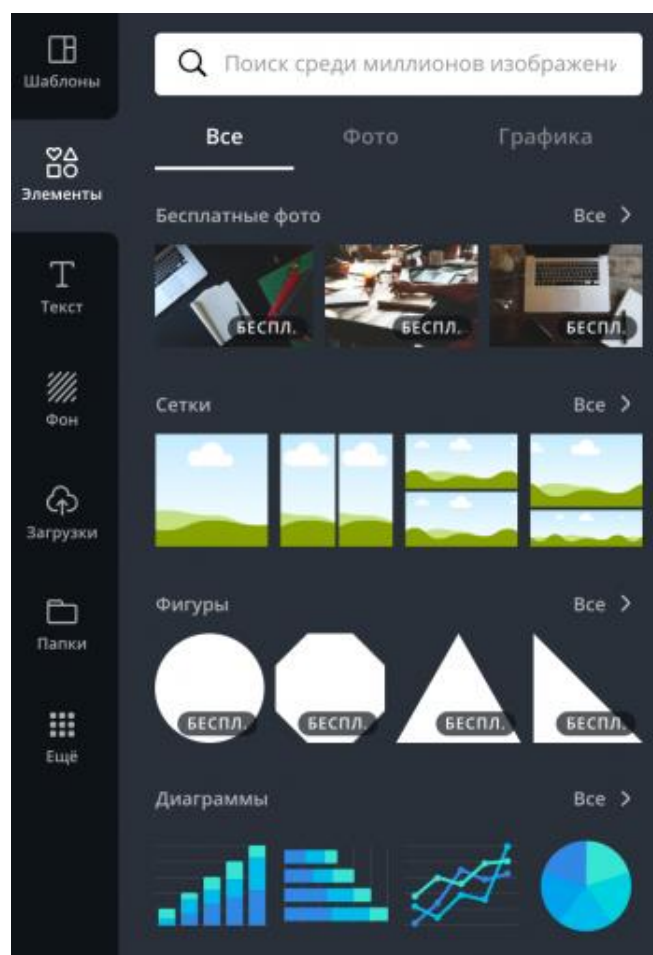 Шаблоны
Элементы
Текст
Фон
Загрузки
Папки
Ещё
Поиск среди миллионов изображени
Все Фото Графика
Бесплатные фото Все
БЕСПЛ. БЕСПЛ. БЕСПЛ.
Сетки Все
Фигуры Все
БЕСПЛ. БЕСПЛ. БЕСПЛ. БЕСПЛ.
Диаграммы Все